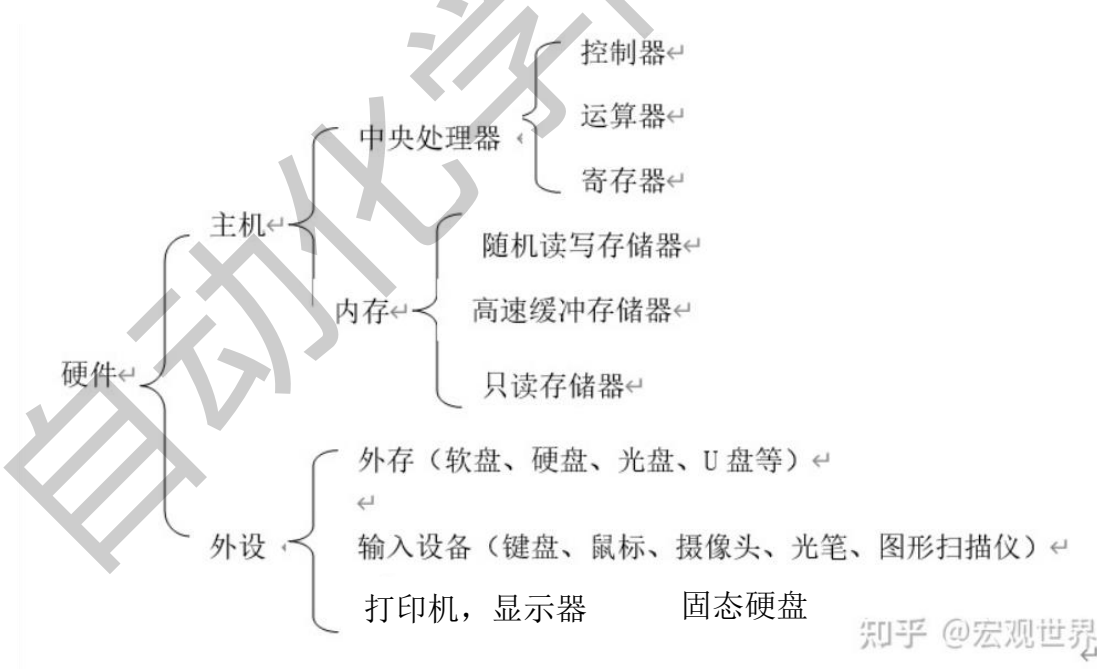 控制器
运算器
中央处理器
寄存器
主机
随机读写存储器
内存
高速缓冲存储器
硬件
只读存储器
外存（软盘、硬盘、光盘、U 盘等）
外设
输入设备（键盘、鼠标、摄像头、光笔、图形扫描仪）
打印机，显示器 固态硬盘
知乎 @宏观世界
自动化学